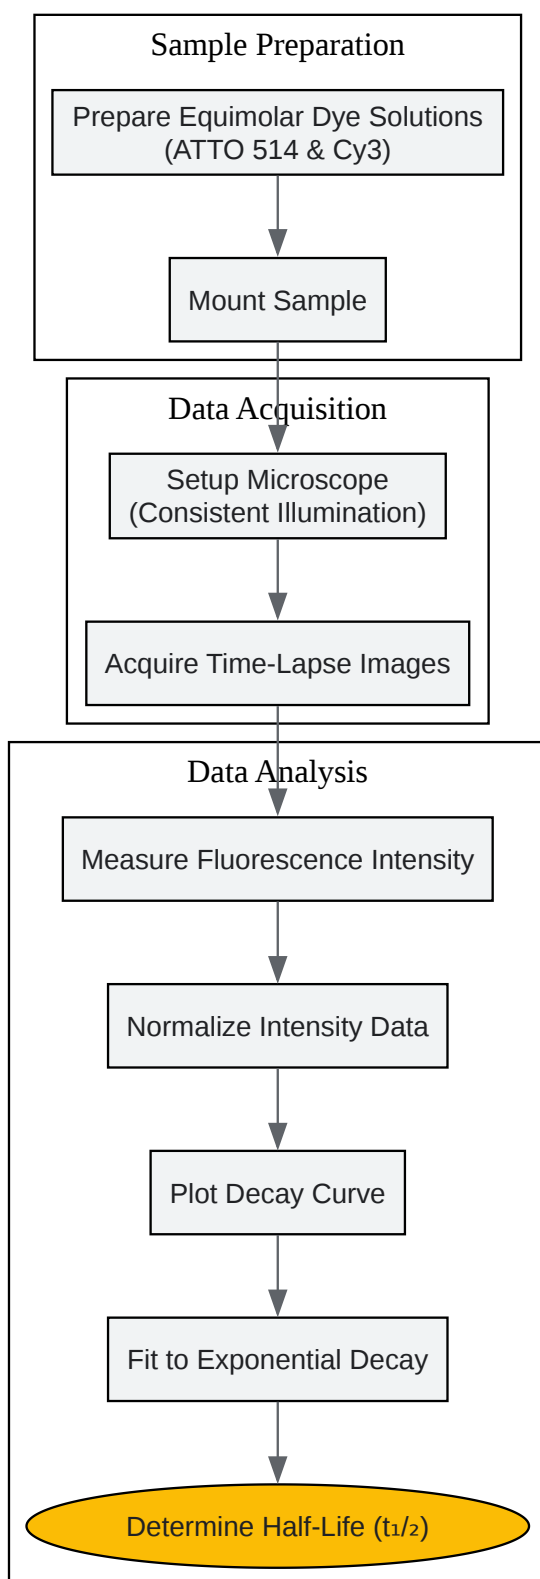 Sample Preparation
Prepare Equimolar Dye Solutions
(ATTO 514 & Cy3)
Mount Sample
Data Acquisition
Setup Microscope
(Consistent Illumination)
Acquire Time-Lapse Images
Data Analysis
Measure Fluorescence Intensity
Normalize Intensity Data
Plot Decay Curve
Fit to Exponential Decay
Determine Half-Life (t₁/₂)